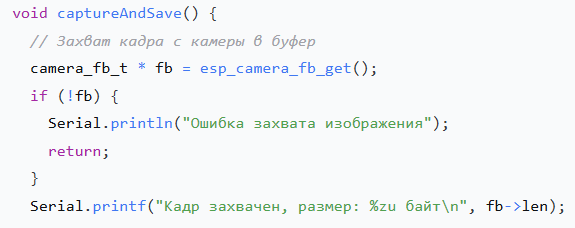 void captureAndSave() {
// Захват кадра с камеры в буфер
camera_fb_t * fb = esp_camera_fb_get();
if (!fb) {
Serial.println("Ошибка захвата изображения");
return;
}
Serial.printf("Кадр захвачен, размер: %zu байт\n", fb->len);